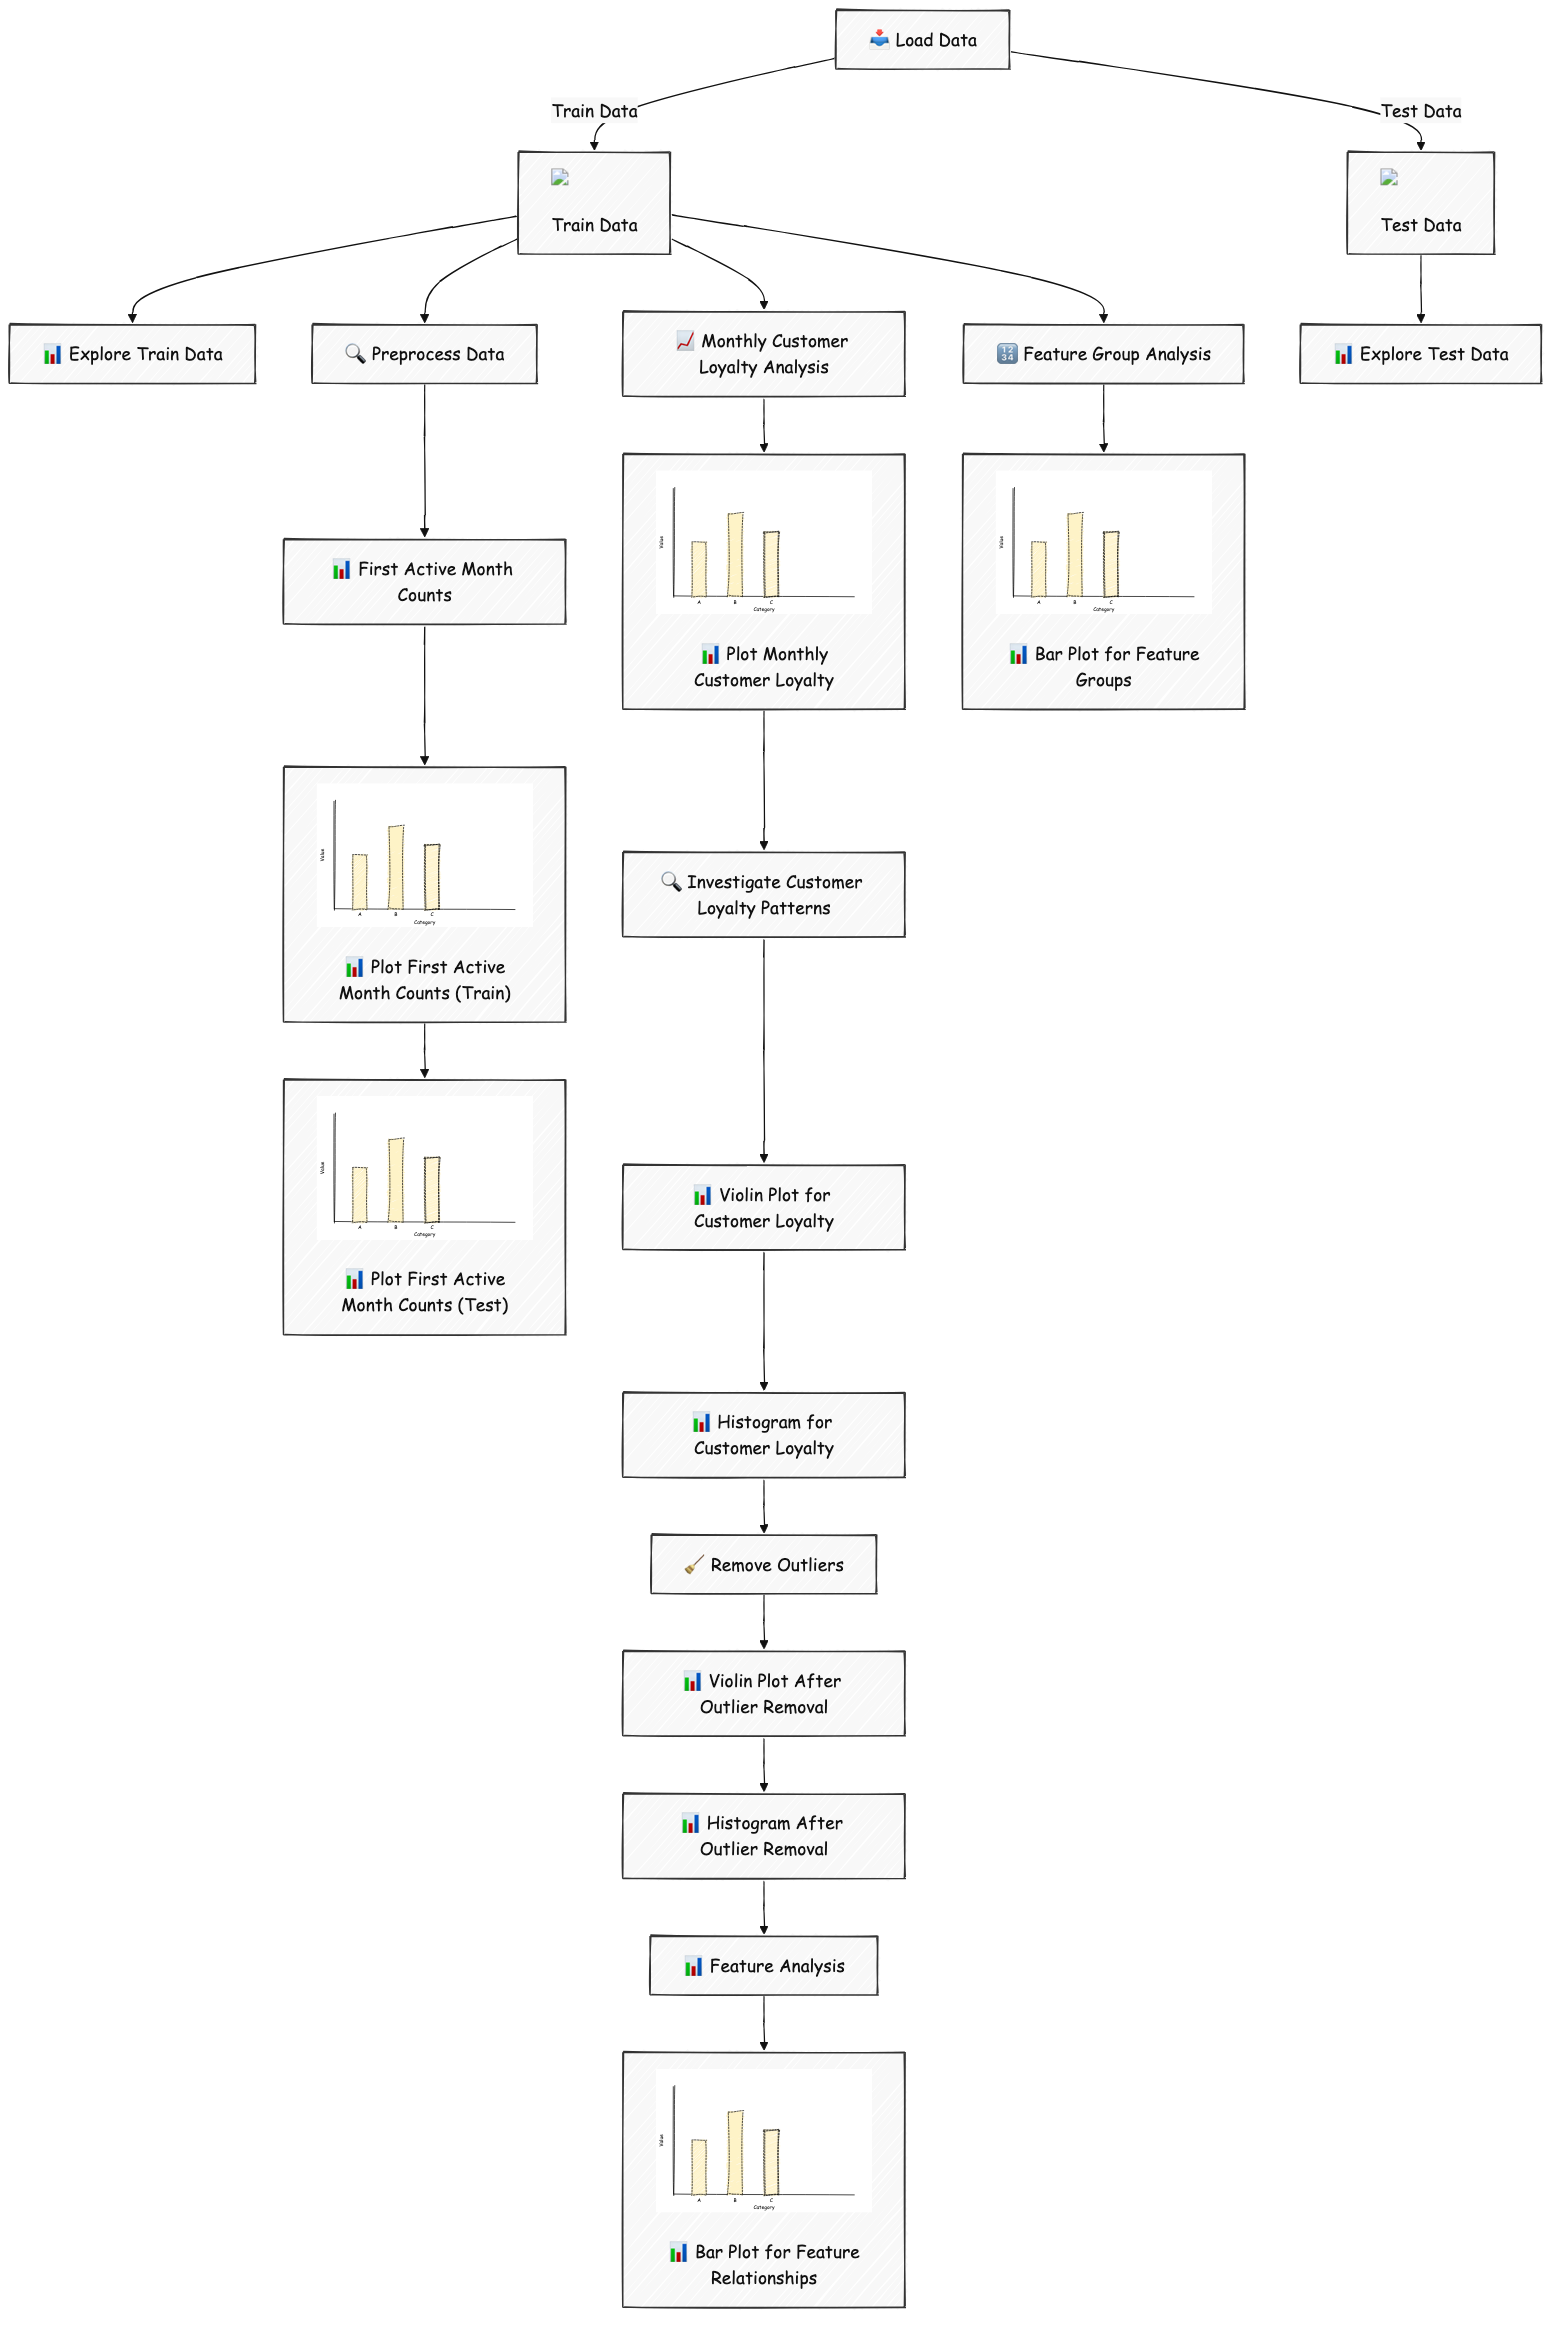 Load Data
Train Data
Test Data
Train Data
Test Data
Explore Train Data
Preprocess Data
Monthly Customer
Loyalty Analysis
Feature Group Analysis
Explore Test Data
First Active Month
Counts
Value
A B C
Category
Plot Monthly
Customer Loyalty
Value
A B C
Category
Bar Plot for Feature
Groups
Value
A B C
Category
Plot First Active
Month Counts (Train)
Investigate Customer
Loyalty Patterns
Value
A B C
Category
Plot First Active
Month Counts (Test)
Violin Plot for
Customer Loyalty
Histogram for
Customer Loyalty
Remove Outliers
Violin Plot After
Outlier Removal
Histogram After
Outlier Removal
Feature Analysis
Value
A B C
Category
Bar Plot for Feature
Relationships